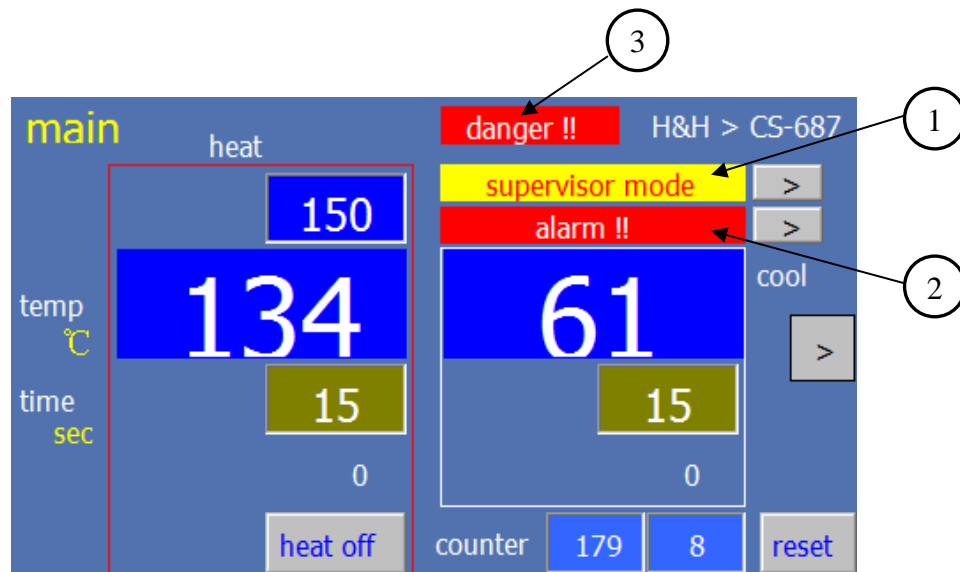 3
main
danger !!
H&H > CS-687
1
heat
supervisor mode
>
150
alarm !!
>
2
cool
temp
℃
134
61
>
time
sec
15
15
0
0
heat off
counter
179
8
reset